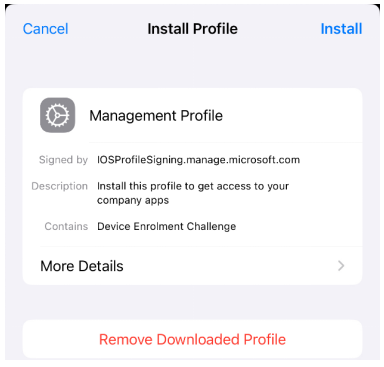 Cancel Install Profile Install
Management Profile
Signed by IOSProfileSigning.manage.microsoft.com
Description Install this profile to get access to your
company apps
Contains Device Enrolment Challenge
More Details
Remove Downloaded Profile